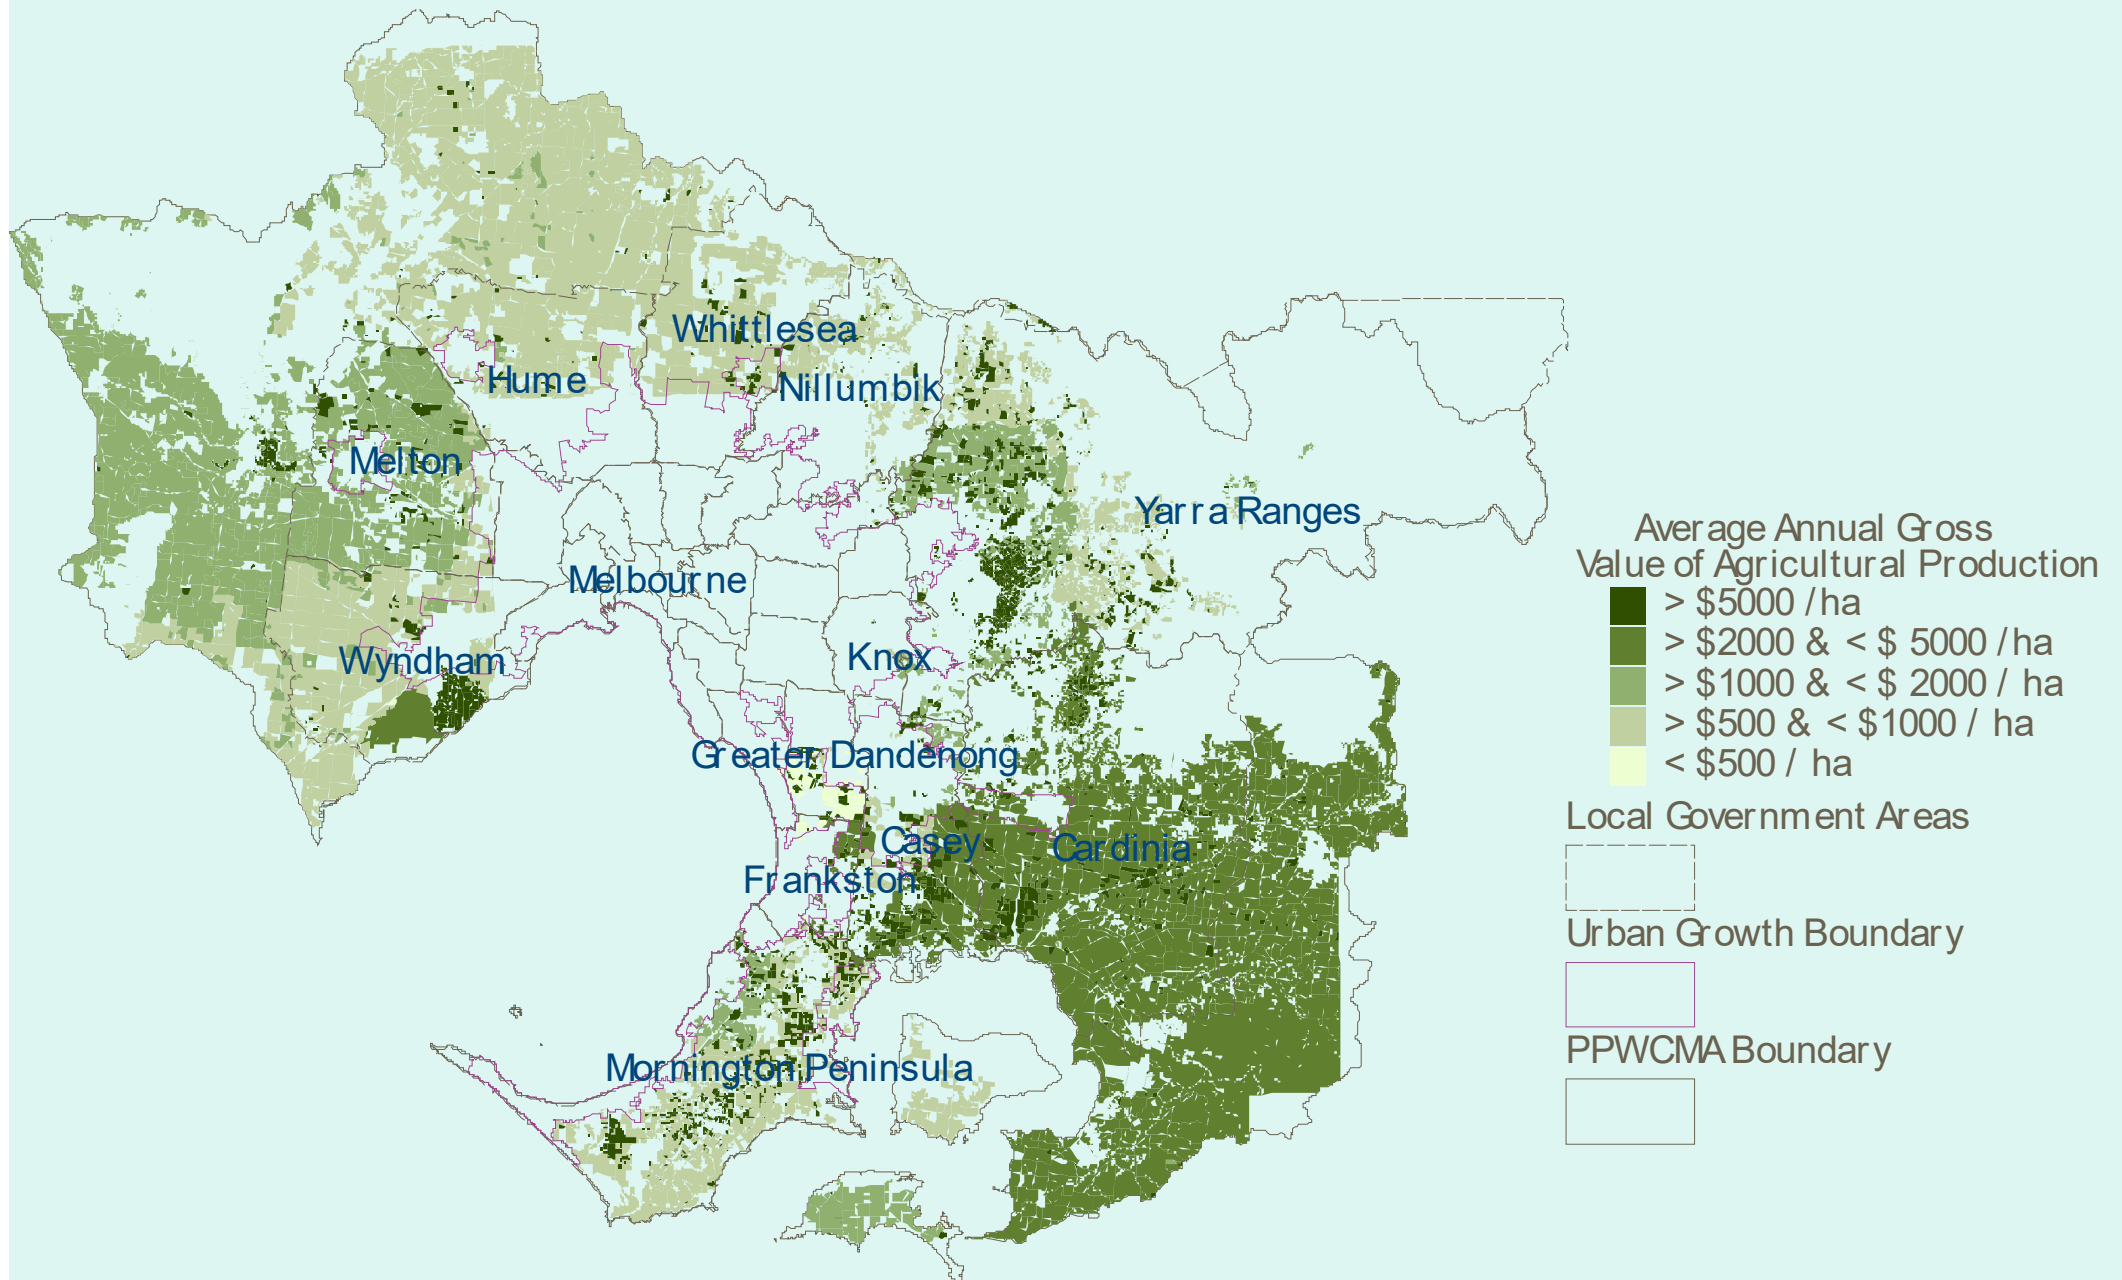 Whittlesea
Hume
Nillumbik
Melton
Yarra Ranges
Melbourne
Knox
Wyndham
Greater Dandenong
Casey
Cardinia
Frankston
Mornington Peninsula
Average Annual Gross
Value of Agricultural Production
> $5000 / ha
> $2000 & < $ 5000 / ha
> $1000 & < $ 2000 / ha
> $500 & < $1000 / ha
< $500 / ha
Local Government Areas
Urban Growth Boundary
PPWCMA Boundary